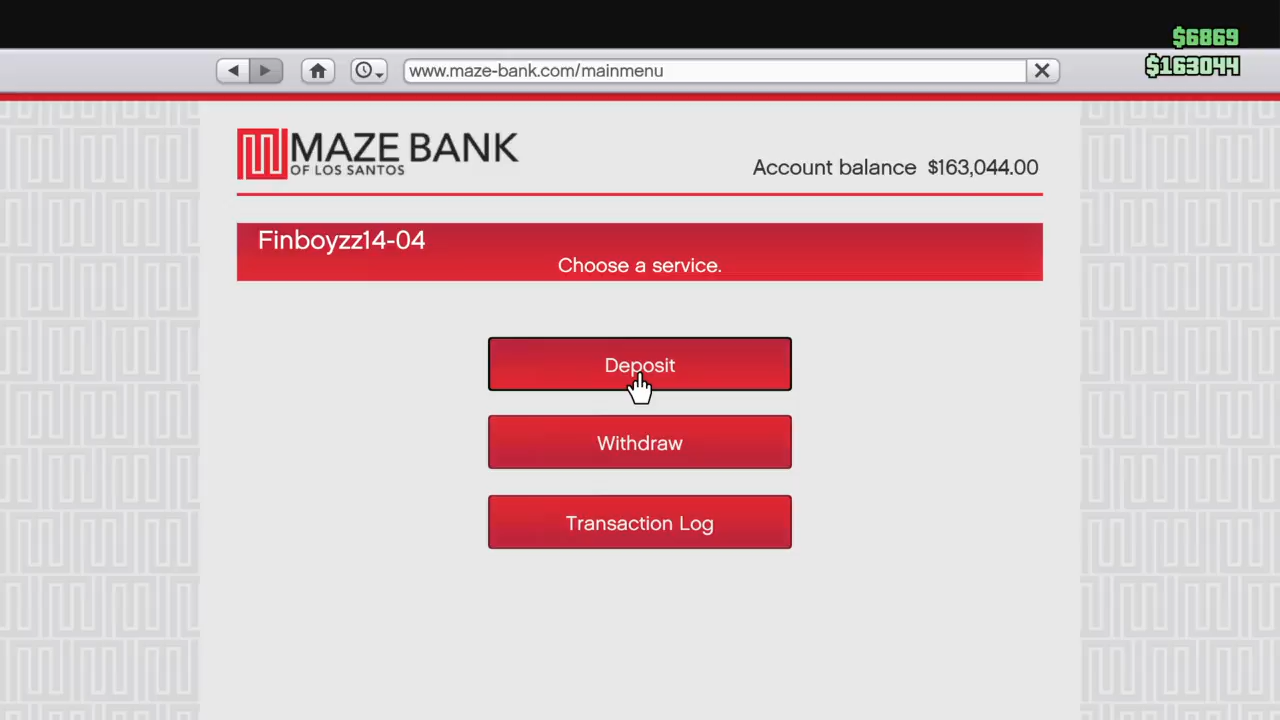 $6869
www.maze-bank.com/mainmenu
$163044
MAZE BANK
OF LOS SANTOS
Account balance $163,044.00
Finboyzz14-04
Choose a service.
Deposit
Withdraw
Transaction Log